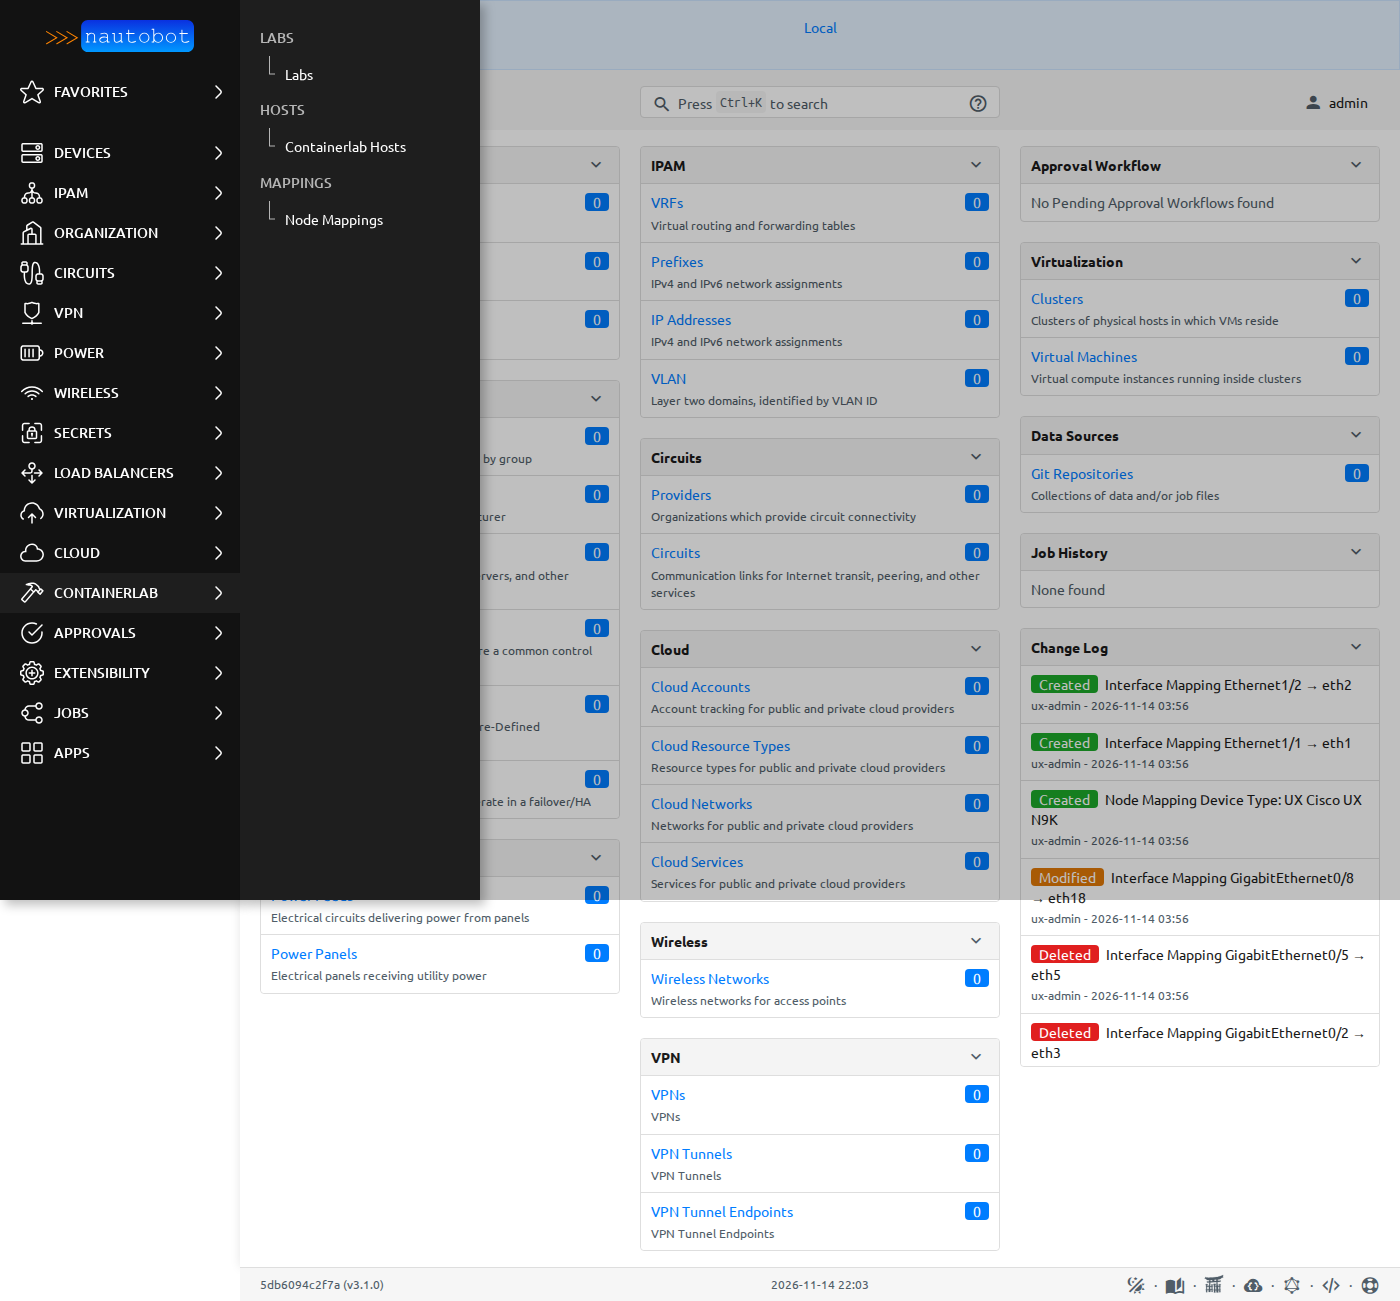 >>> nautobot
FAVORITES
DEVICES
IPAM
ORGANIZATION
CIRCUITS
VPN
POWER
WIRELESS
SECRETS
LOAD BALANCERS
VIRTUALIZATION
CLOUD
CONTAINERLAB
APPROVALS
EXTENSIBILITY
JOBS
APPS
LABS
Labs
HOSTS
Containerlab Hosts
MAPPINGS
Node Mappings
Local
Press Ctrl+K to search
admin
0
0
0
0
by group
0
0
rvers, and other
0
re a common control
0
re-Defined
0
erate in a failover/HA
0
Electrical circuits delivering power from panels
Power Panels 0
Electrical panels receiving utility power
IPAM
VRFs 0
Virtual routing and forwarding tables
Prefixes 0
IPv4 and IPv6 network assignments
IP Addresses 0
IPv4 and IPv6 network assignments
VLAN 0
Layer two domains, identified by VLAN ID
Circuits
Providers 0
Organizations which provide circuit connectivity
Circuits 0
Communication links for Internet transit, peering, and other
services
Cloud
Cloud Accounts 0
Account tracking for public and private cloud providers
Cloud Resource Types 0
Resource types for public and private cloud providers
Cloud Networks 0
Networks for public and private cloud providers
Cloud Services 0
Services for public and private cloud providers
Wireless
Wireless Networks 0
Wireless networks for access points
VPN
VPNs 0
VPNs
VPN Tunnels 0
VPN Tunnels
VPN Tunnel Endpoints 0
VPN Tunnel Endpoints
Approval Workflow
No Pending Approval Workflows found
Virtualization
Clusters 0
Clusters of physical hosts in which VMs reside
Virtual Machines 0
Virtual compute instances running inside clusters
Data Sources
Git Repositories 0
Collections of data and/or job files
Job History
None found
Change Log
Created Interface Mapping Ethernet1/2 → eth2
ux-admin - 2026-11-14 03:56
Created Interface Mapping Ethernet1/1 → eth1
ux-admin - 2026-11-14 03:56
Created Node Mapping Device Type: UX Cisco UX
N9K
ux-admin - 2026-11-14 03:56
Modified Interface Mapping GigabitEthernet0/8
→ eth18
ux-admin - 2026-11-14 03:56
Deleted Interface Mapping GigabitEthernet0/5 →
eth5
ux-admin - 2026-11-14 03:56
Deleted Interface Mapping GigabitEthernet0/2 →
eth3
5db6094c2f7a (v3.1.0)
2026-11-14 22:03